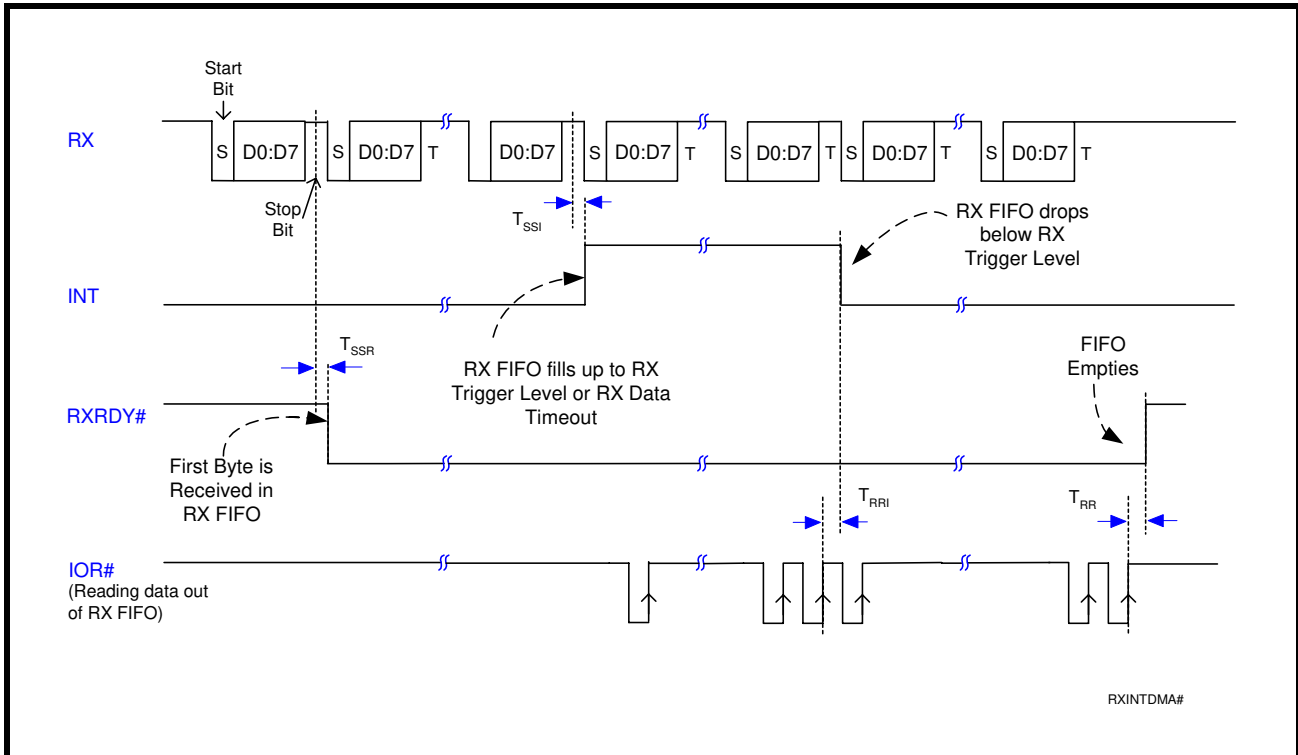 Start
Bit
RX
S D0:D7 S D0:D7 T D0:D7 S D0:D7 T S D0:D7 T S D0:D7 T S D0:D7 T
Stop
Bit
TSSI
RX FIFO drops
below RX
Trigger Level
INT
TSSR
RX FIFO fills up to RX
Trigger Level or RX Data
Timeout
FIFO
Empties
RXRDY#
First Byte is
Received in
RX FIFO
TRRI
TRR
IOR#
(Reading data out
of RX FIFO)
RXINTDMA#